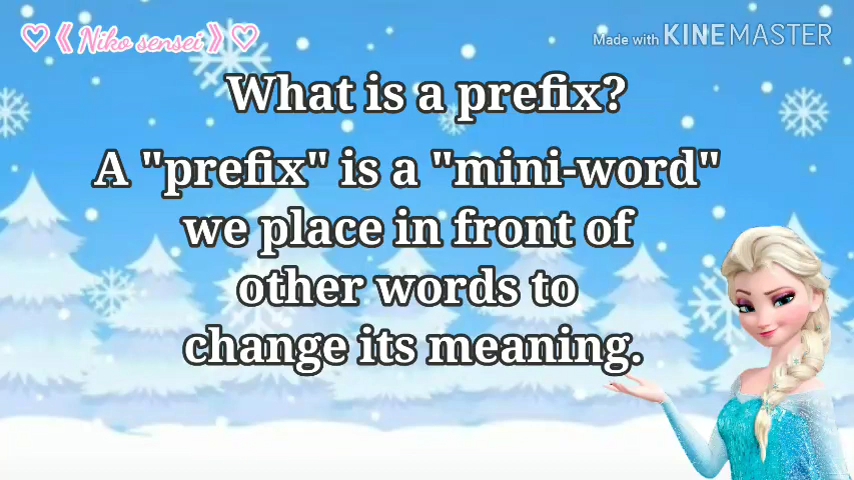 ♡《Niko sensei》♡
Made with KINEMASTER
What is a prefix?
A "prefix" is a "mini-word"
we place in front of
other words to
change its meaning.